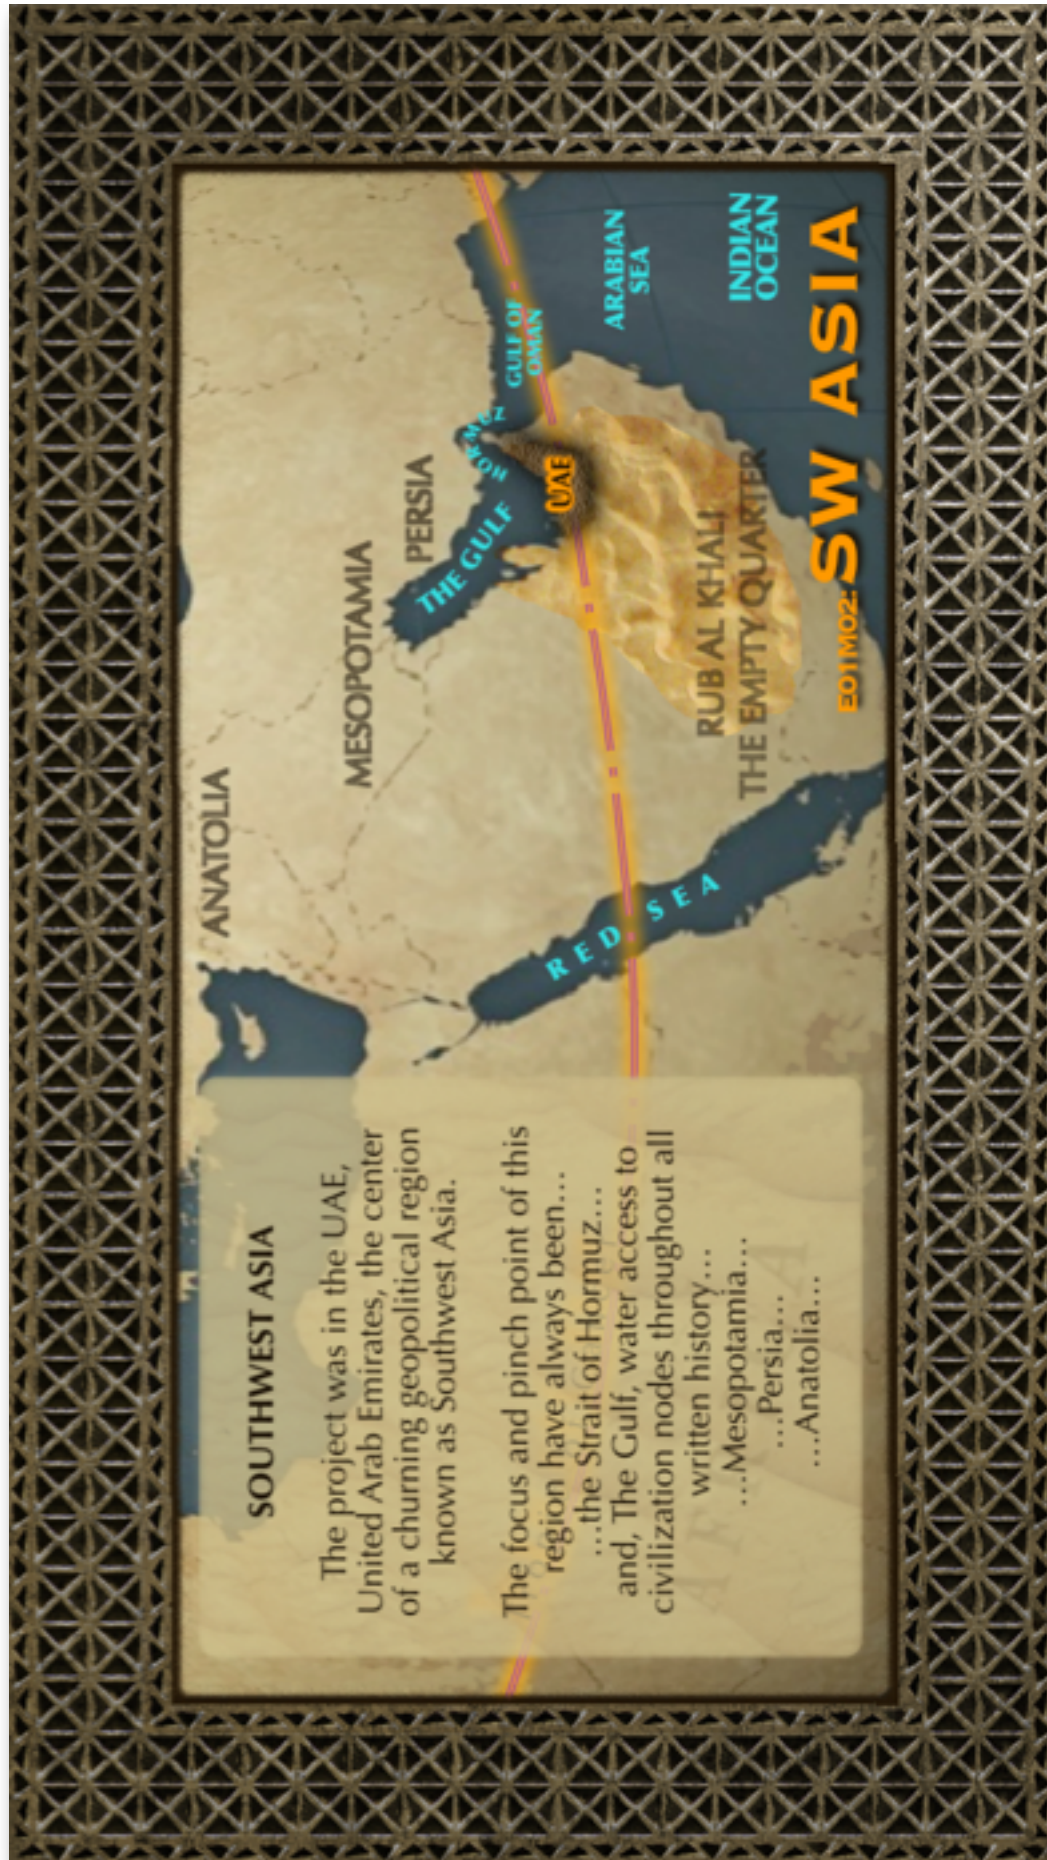 SOUTHWEST ASIA
The project was in the UAE,
United Arab Emirates, the center
of a churning geopolitical region
known as Southwest Asia.
The focus and pinch point of this
region have always been...
...the Strait of Hormuz...
and, The Gulf, water access to
civilization nodes throughout all
written history...
...Mesopotamia...
...Persia...
...Anatolia...
ANATOLIA
MESOPOTAMIA
PERSIA
THE GULF
HORMUZ
GULF OF
OMAN
UAE
ARABIAN
SEA
RED SEA
RUB AL KHALI
THE EMPTY QUARTER
INDIAN
OCEAN
E01M02: SW ASIA